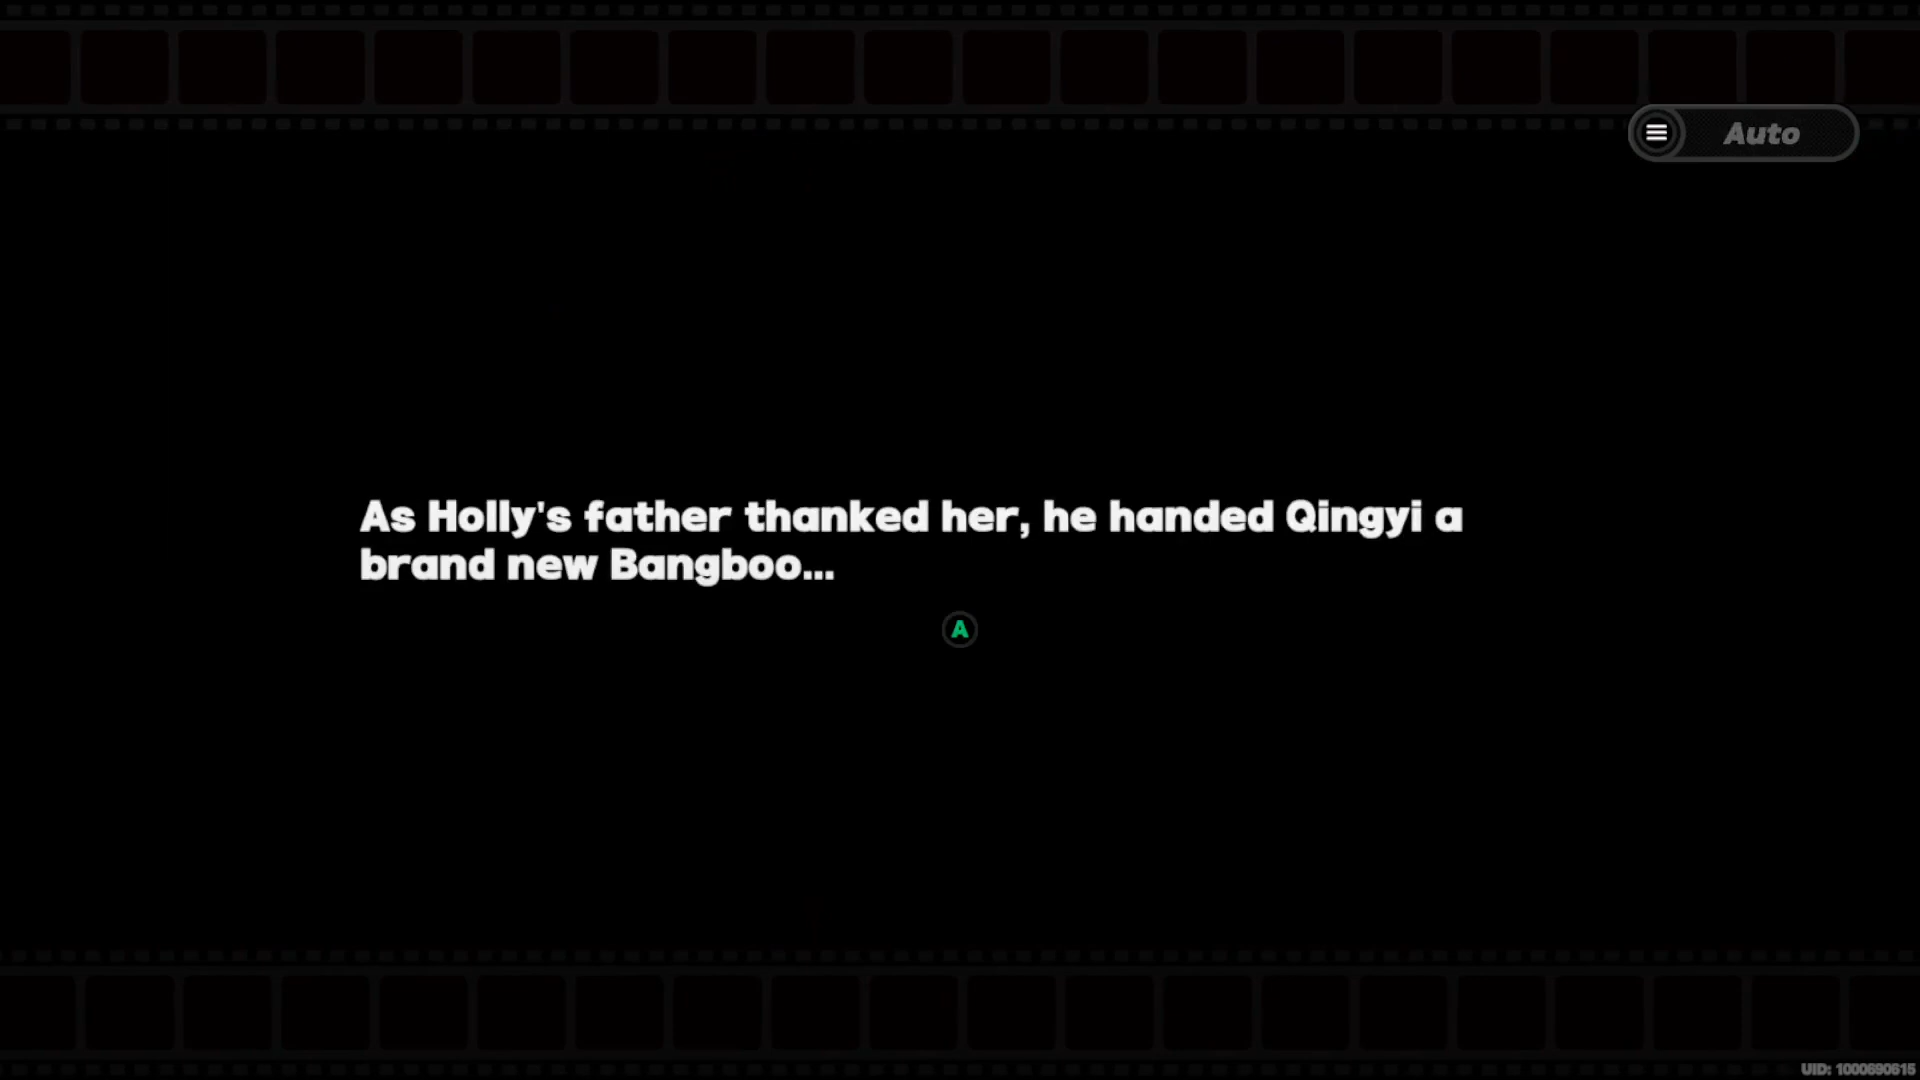 Auto
As Holly's father thanked her, he handed Qingyi a
brand new Bangboo...
A
UID: 1000690615